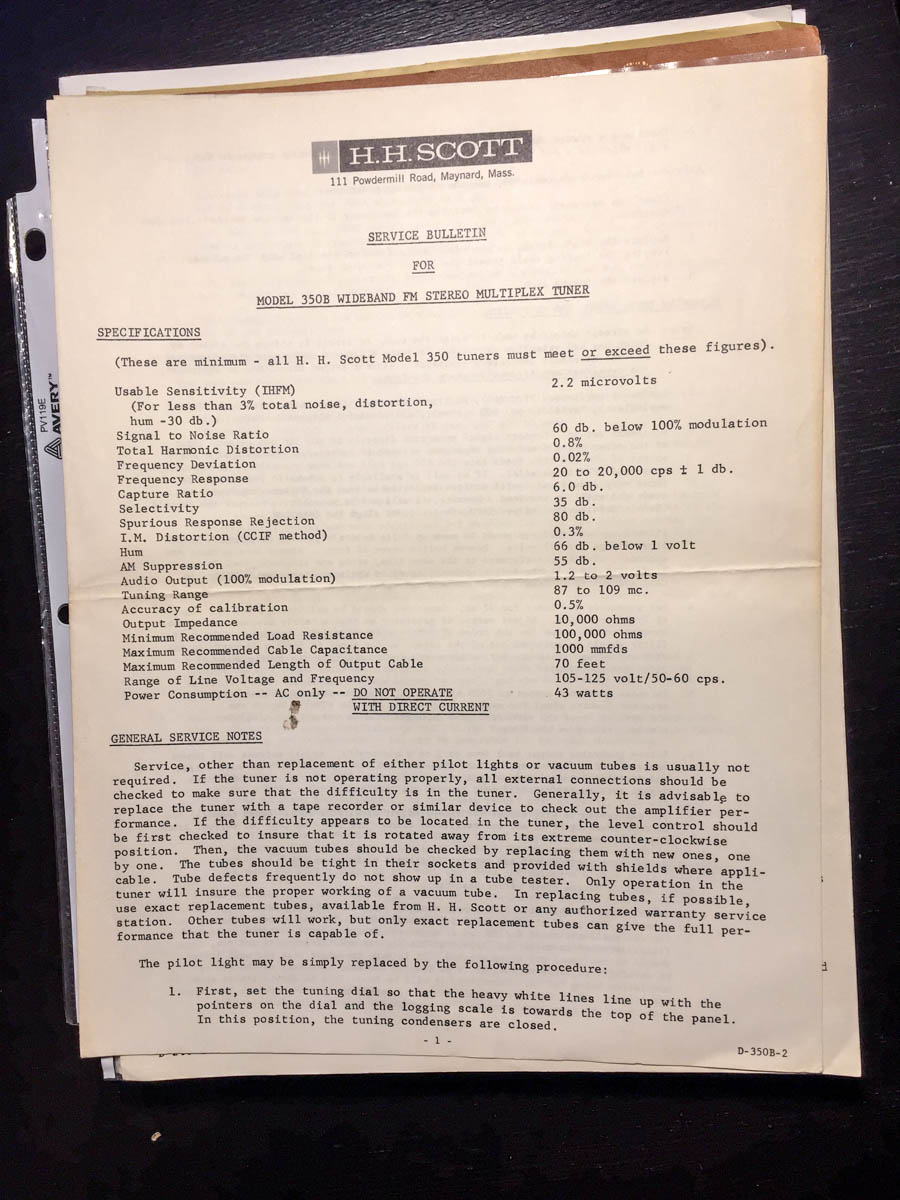 H.H. SCOTT
111 Powdermill Road, Maynard, Mass.
SERVICE BULLETIN
FOR
MODEL 350B WIDEBAND FM STEREO MULTIPLEX TUNER
SPECIFICATIONS
(These are minimum - all H. H. Scott Model 350 tuners must meet or exceed these figures).
Usable Sensitivity (IHFM) 2.2 microvolts
(For less than 3% total noise, distortion,
hum -30 db.)
Signal to Noise Ratio 60 db. below 100% modulation
Total Harmonic Distortion 0.8%
Frequency Deviation 0.02%
Frequency Response 20 to 20,000 cps ± 1 db.
Capture Ratio 6.0 db.
Selectivity 35 db.
Spurious Response Rejection 80 db.
I.M. Distortion (CCIF method) 0.3%
Hum 66 db. below 1 volt
AM Suppression 55 db.
Audio Output (100% modulation) 1.2 to 2 volts
Tuning Range 87 to 109 mc.
Accuracy of calibration 0.5%
Output Impedance 10,000 ohms
Minimum Recommended Load Resistance 100,000 ohms
Maximum Recommended Cable Capacitance 1000 mmfds
Maximum Recommended Length of Output Cable 70 feet
Range of Line Voltage and Frequency 105-125 volt/50-60 cps.
Power Consumption -- AC only -- DO NOT OPERATE 43 watts
WITH DIRECT CURRENT
GENERAL SERVICE NOTES
Service, other than replacement of either pilot lights or vacuum tubes is usually not
required. If the tuner is not operating properly, all external connections should be
checked to make sure that the difficulty is in the tuner. Generally, it is advisable to
replace the tuner with a tape recorder or similar device to check out the amplifier per-
formance. If the difficulty appears to be located in the tuner, the level control should
be first checked to insure that it is rotated away from its extreme counter-clockwise
position. Then, the vacuum tubes should be checked by replacing them with new ones, one
by one. The tubes should be tight in their sockets and provided with shields where appli-
cable. Tube defects frequently do not show up in a tube tester. Only operation in the
tuner will insure the proper working of a vacuum tube. In replacing tubes, if possible,
use exact replacement tubes, available from H. H. Scott or any authorized warranty service
station. Other tubes will work, but only exact replacement tubes can give the full per-
formance that the tuner is capable of.
The pilot light may be simply replaced by the following procedure:
1. First, set the tuning dial so that the heavy white lines line up with the
pointers on the dial and the logging scale is towards the top of the panel.
In this position, the tuning condensers are closed.
- 1 -
D-350B-2
AVERY™
PV119E